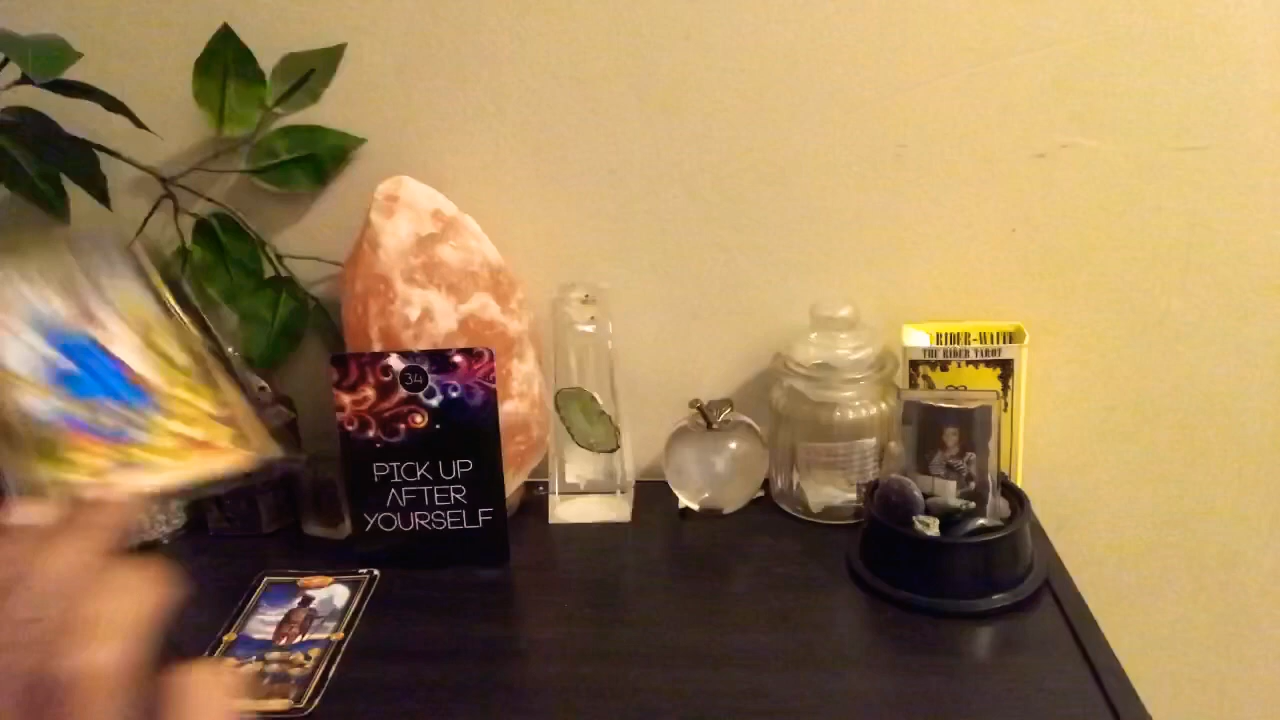 34
PICK UP
AFTER
YOURSELF
RIDER-WAITE
THE RIDER TAROT